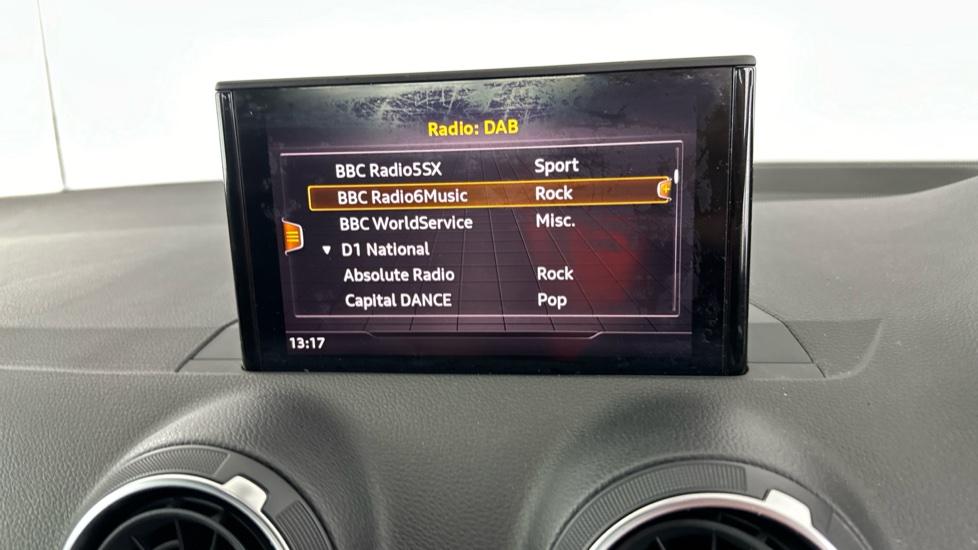 Radio: DAB
BBC Radio5SX Sport
BBC Radio6Music Rock
BBC WorldService Misc.
D1 National
Absolute Radio Rock
Capital DANCE Pop
13:17